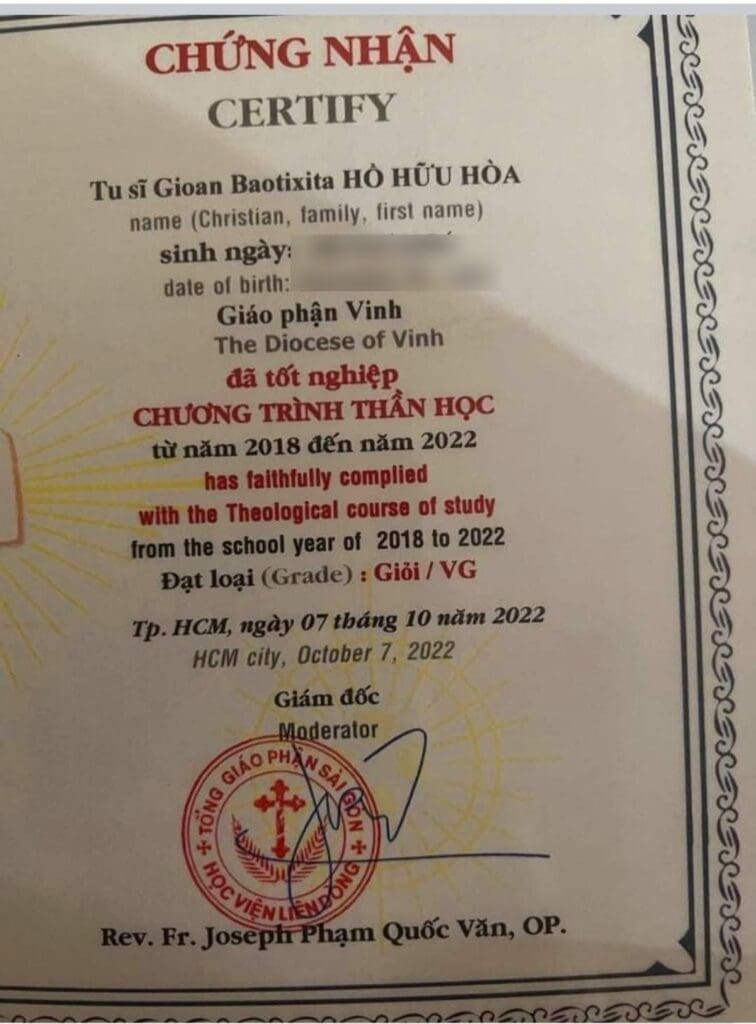 CHỨNG NHẬN
CERTIFY
Tu sĩ Gioan Baotixita HỒ HỮU HÒA
name (Christian, family, first name)
sinh ngày:
date of birth:
Giáo phận Vinh
The Diocese of Vinh
đã tốt nghiệp
CHƯƠNG TRÌNH THẦN HỌC
từ năm 2018 đến năm 2022
has faithfully complied
with the Theological course of study
from the school year of 2018 to 2022
Đạt loại (Grade) : Giỏi / VG
Tp. HCM, ngày 07 tháng 10 năm 2022
HCM city, October 7, 2022
Giám đốc
Moderator
TỔNG GIÁO PHẬN SÀI GÒN
HỌC VIỆN LIÊN DÒNG
Rev. Fr. Joseph Phạm Quốc Văn, OP.